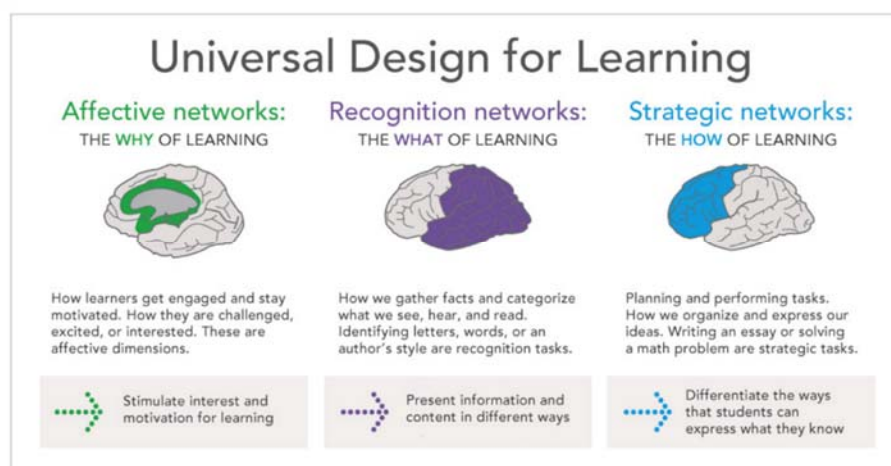 Universal Design for Learning
Affective networks:
THE WHY OF LEARNING
How learners get engaged and stay
motivated. How they are challenged,
excited, or interested. These are
affective dimensions.
Stimulate interest and
motivation for learning
Recognition networks:
THE WHAT OF LEARNING
How we gather facts and categorize
what we see, hear, and read.
Identifying letters, words, or an
author's style are recognition tasks.
Present information and
content in different ways
Strategic networks:
THE HOW OF LEARNING
Planning and performing tasks.
How we organize and express our
ideas. Writing an essay or solving
a math problem are strategic tasks.
Differentiate the ways
that students can
express what they know